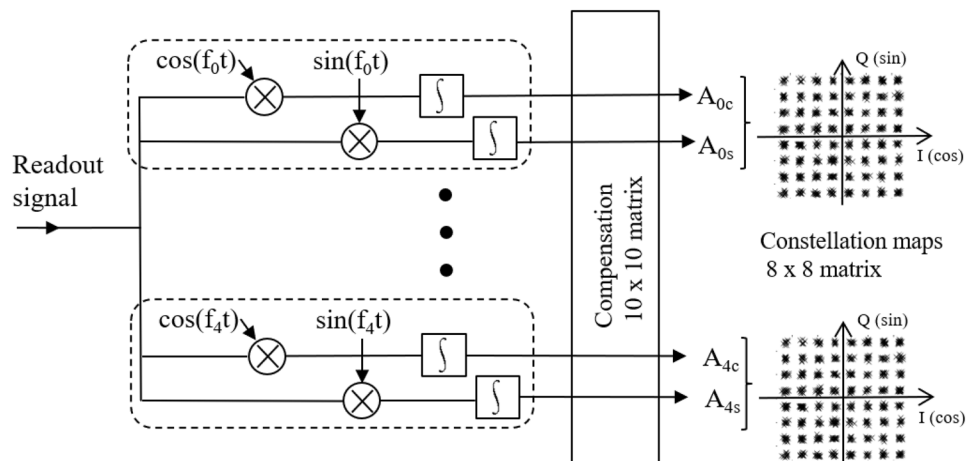 cos(f₀t)
sin(f₀t)
∫
∫
A₀c
A₀s
Q (sin)
I (cos)
Readout
signal
Compensation
10 x 10 matrix
Constellation maps
8 x 8 matrix
cos(f₄t)
sin(f₄t)
∫
∫
A₄c
A₄s
Q (sin)
I (cos)